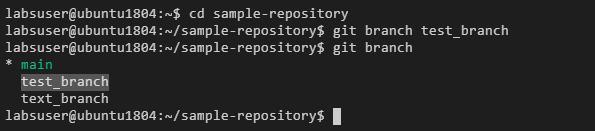 labsuser@ubuntu1804:~$ cd sample-repository
labsuser@ubuntu1804:~/sample-repository$ git branch test_branch
labsuser@ubuntu1804:~/sample-repository$ git branch
* main
  test_branch
  text_branch
labsuser@ubuntu1804:~/sample-repository$